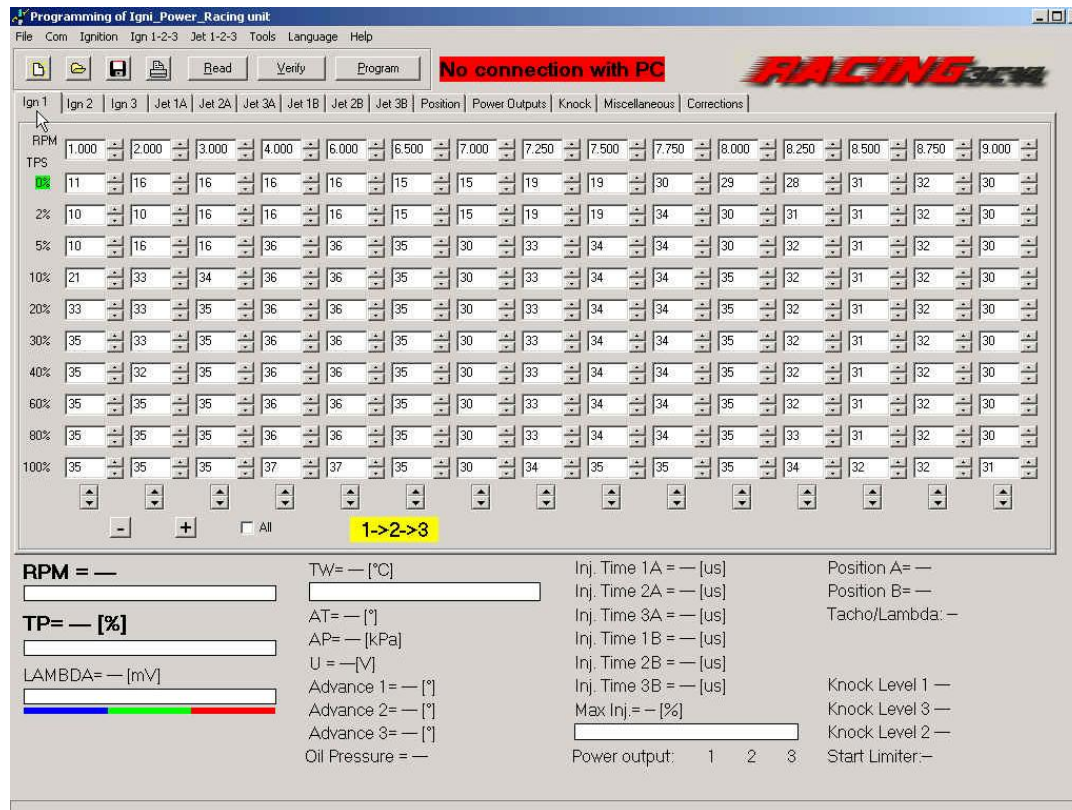 Programming of Igni_Power_Racing unit
File Com Ignition Ign 1-2-3 Jet 1-2-3 Tools Language Help
Read Verify Program No connection with PC RACING3CY4
Ign 1 Ign 2 Ign 3 Jet 1A Jet 2A Jet 3A Jet 1B Jet 2B Jet 3B Position Power Outputs Knock Miscellaneous Corrections
RPM 1.000 2.000 3.000 4.000 6.000 6.500 7.000 7.250 7.500 7.750 8.000 8.250 8.500 8.750 9.000
TPS
0% 11 16 16 16 16 15 15 19 19 30 29 28 31 32 30
2% 10 10 16 16 16 15 15 19 19 34 30 31 31 32 30
5% 10 16 16 36 36 35 30 33 34 34 30 32 31 32 30
10% 21 33 34 36 36 35 30 33 34 34 35 32 31 32 30
20% 33 33 35 36 36 35 30 33 34 34 35 32 31 32 30
30% 35 33 35 36 36 35 30 33 34 34 35 32 31 32 30
40% 35 32 35 36 36 35 30 33 34 34 35 32 31 32 30
60% 35 35 35 36 36 35 30 33 34 34 35 32 31 32 30
80% 35 35 35 36 36 35 30 33 34 34 35 33 31 32 30
100% 35 35 35 37 37 35 30 34 35 35 35 34 32 32 31
- + All 1->2->3
RPM = —
TP= — [%]
LAMBDA= — [mV]
TW= — [°C]
AT= — [°]
AP= — [kPa]
U = —[V]
Advance 1= — [°]
Advance 2= — [°]
Advance 3= — [°]
Oil Pressure = —
Inj. Time 1A = — [us]
Inj. Time 2A = — [us]
Inj. Time 3A = — [us]
Inj. Time 1B = — [us]
Inj. Time 2B = — [us]
Inj. Time 3B = — [us]
Max Inj.= – [%]
Power output: 1 2 3
Position A= —
Position B= —
Tacho/Lambda: –
Knock Level 1 —
Knock Level 3 —
Knock Level 2 —
Start Limiter:–